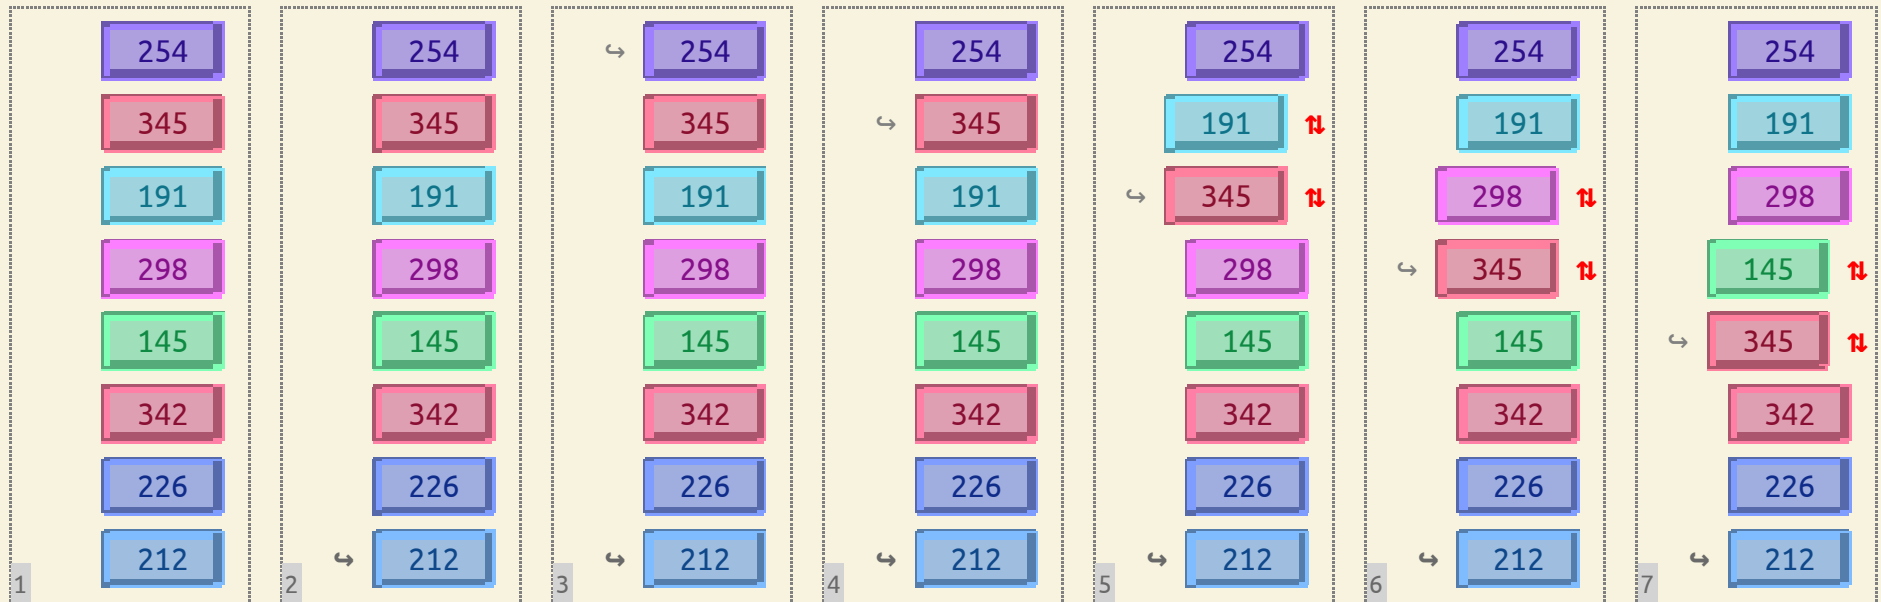 254 254 ↪ 254 254 254 254 254
345 345 345 ↪ 345 191 ⇅ 191 191
191 191 191 191 ↪ 345 ⇅ 298 ⇅ 298
298 298 298 298 298 ↪ 345 ⇅ 145 ⇅
145 145 145 145 145 145 ↪ 345 ⇅
342 342 342 342 342 342 342
226 226 226 226 226 226 226
212 ↪ 212 ↪ 212 ↪ 212 ↪ 212 ↪ 212 ↪ 212
1 2 3 4 5 6 7